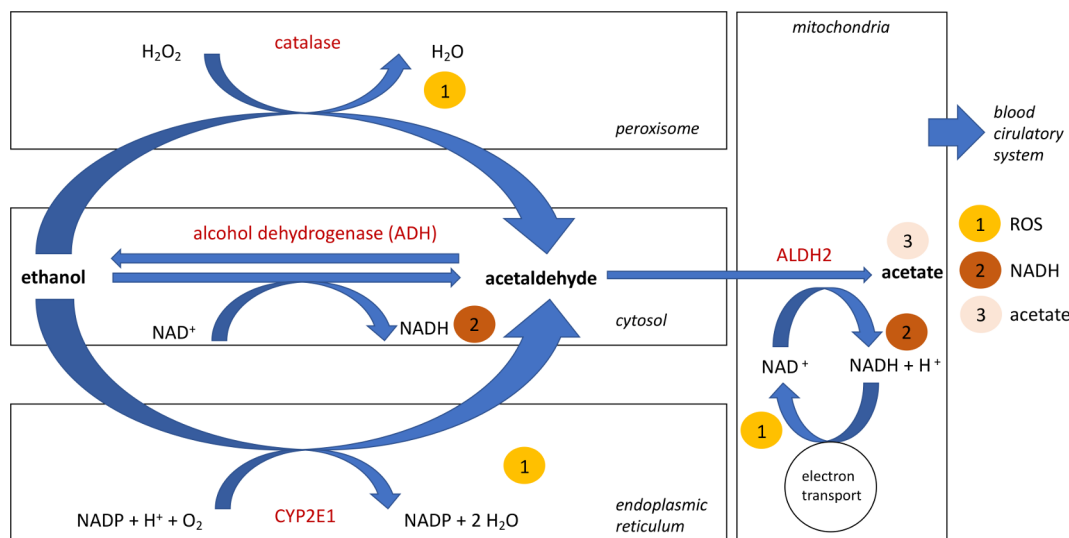 mitochondria
H₂O₂
catalase
H₂O
1
peroxisome
blood
cirulatory
system
alcohol dehydrogenase (ADH)
ethanol
acetaldehyde
NAD⁺
NADH
2
cytosol
ALDH2
3
acetate
2
NAD ⁺
NADH + H ⁺
1
electron
transport
1 ROS
2 NADH
3 acetate
1
NADP + H⁺ + O₂
CYP2E1
NADP + 2 H₂O
endoplasmic
reticulum